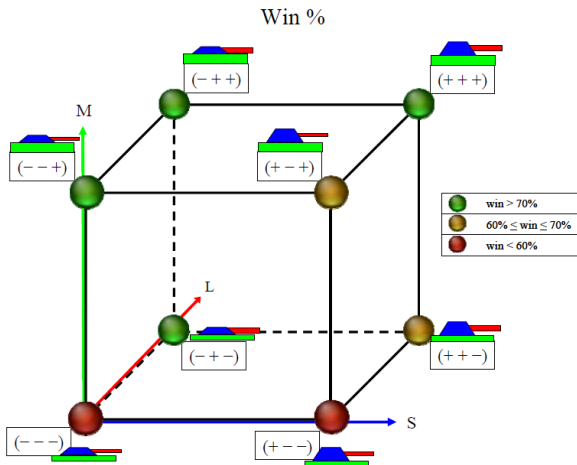 Win %
(− + +)
(+ + +)
M
(− − +)
(+ − +)
win > 70%
60% ≤ win ≤ 70%
win < 60%
L
(− + −)
(+ + −)
(− − −)
(+ − −)
S